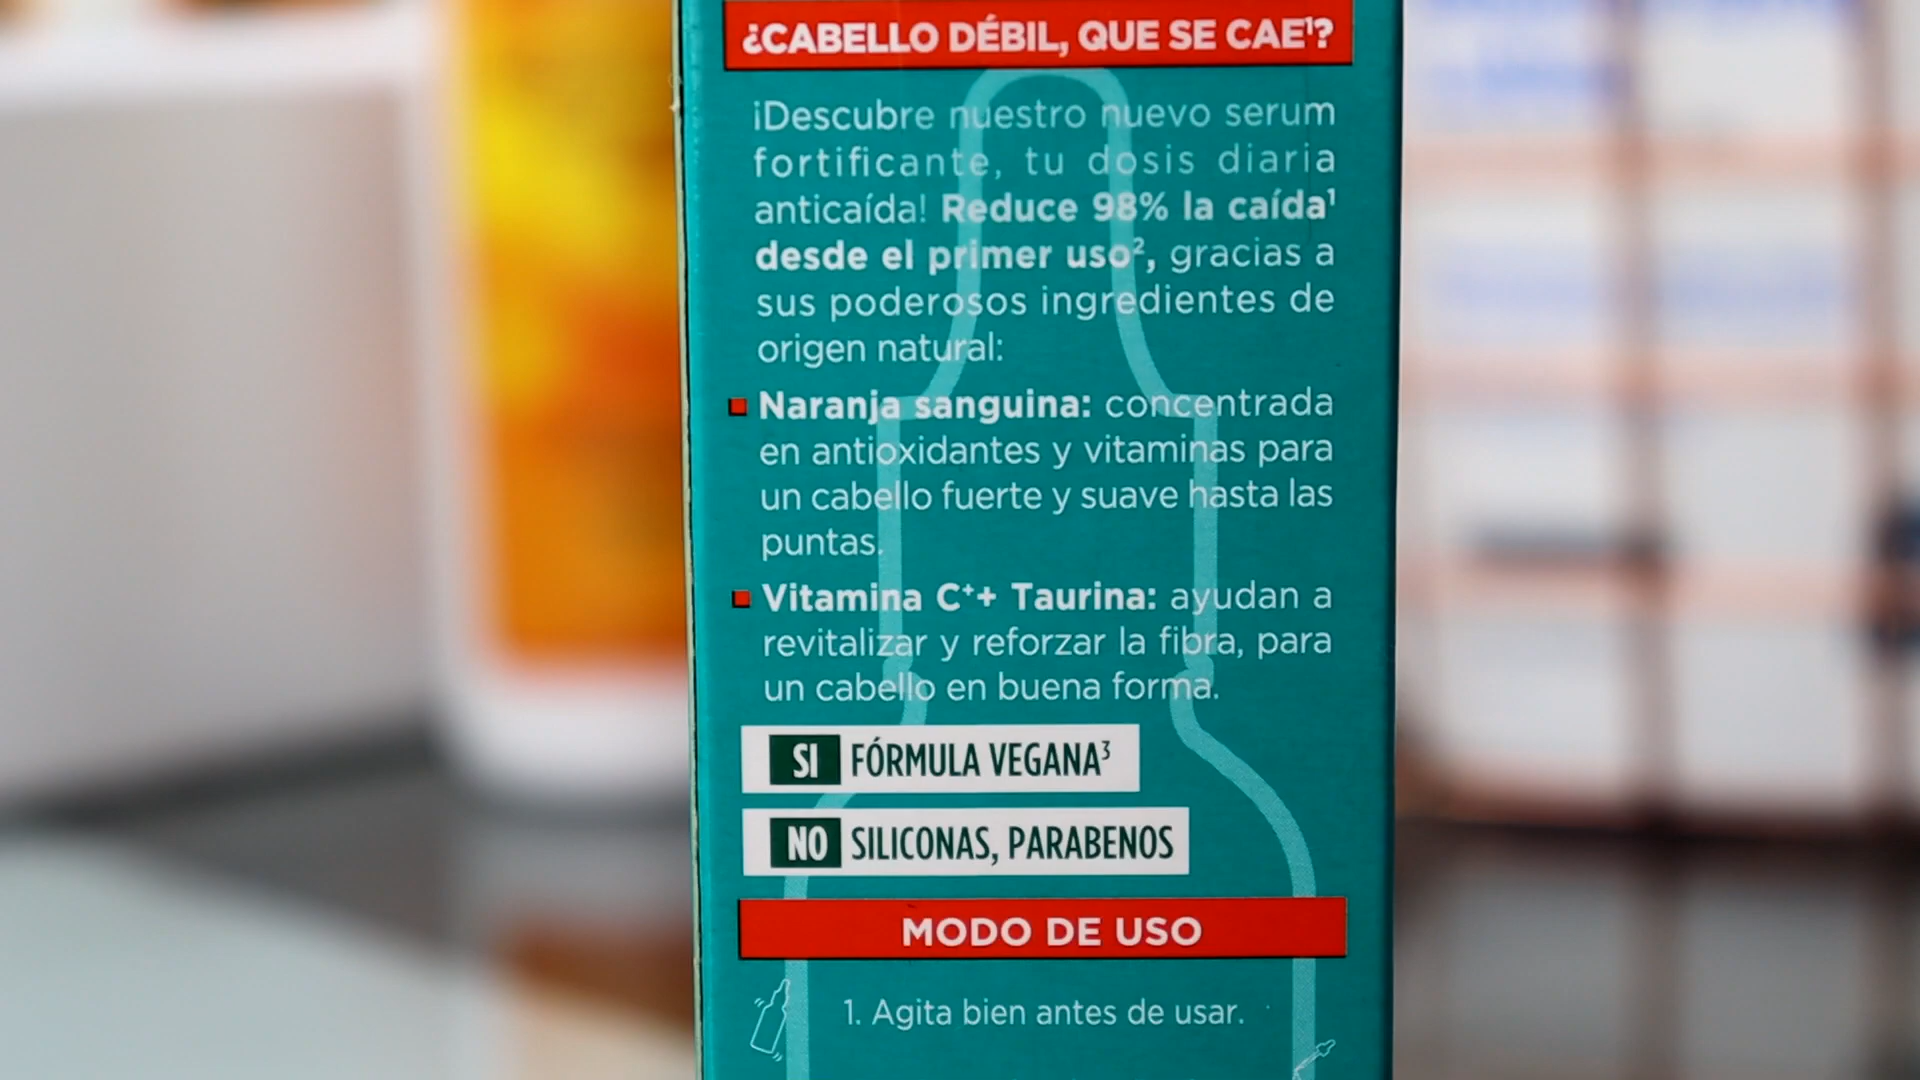 ¿CABELLO DÉBIL, QUE SE CAE¹?
¡Descubre nuestro nuevo serum
fortificante, tu dosis diaria
anticaída! Reduce 98% la caída¹
desde el primer uso², gracias a
sus poderosos ingredientes de
origen natural:
Naranja sanguina: concentrada
en antioxidantes y vitaminas para
un cabello fuerte y suave hasta las
puntas.
Vitamina C⁺+ Taurina: ayudan a
revitalizar y reforzar la fibra, para
un cabello en buena forma.
SI FÓRMULA VEGANA³
NO SILICONAS, PARABENOS
MODO DE USO
1. Agita bien antes de usar.